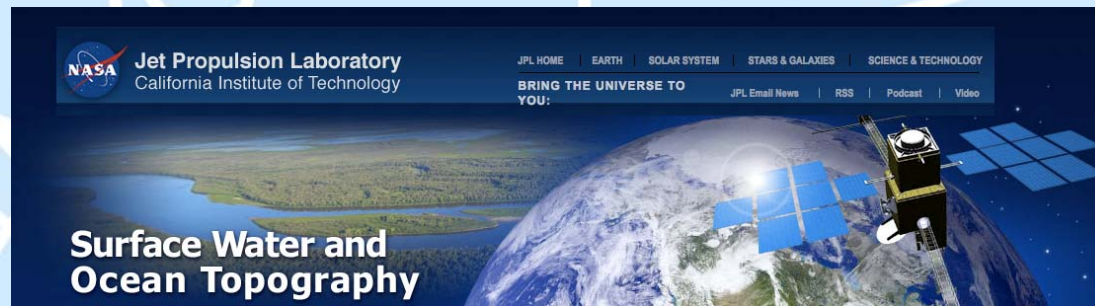 NASA
Jet Propulsion Laboratory
California Institute of Technology
JPL HOME | EARTH | SOLAR SYSTEM | STARS & GALAXIES | SCIENCE & TECHNOLOGY
BRING THE UNIVERSE TO
YOU:
JPL Email News | RSS | Podcast | Video
Surface Water and
Ocean Topography